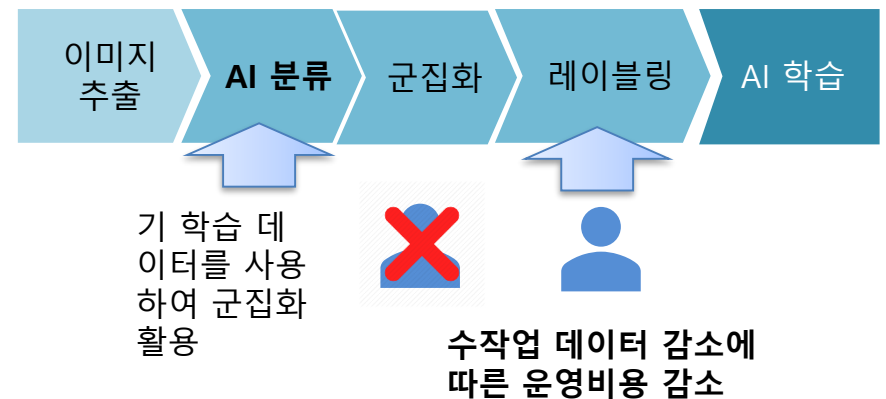 이미지
추출
AI 분류
군집화
레이블링
AI 학습
기 학습 데
이터를 사용
하여 군집화
활용
수작업 데이터 감소에
따른 운영비용 감소